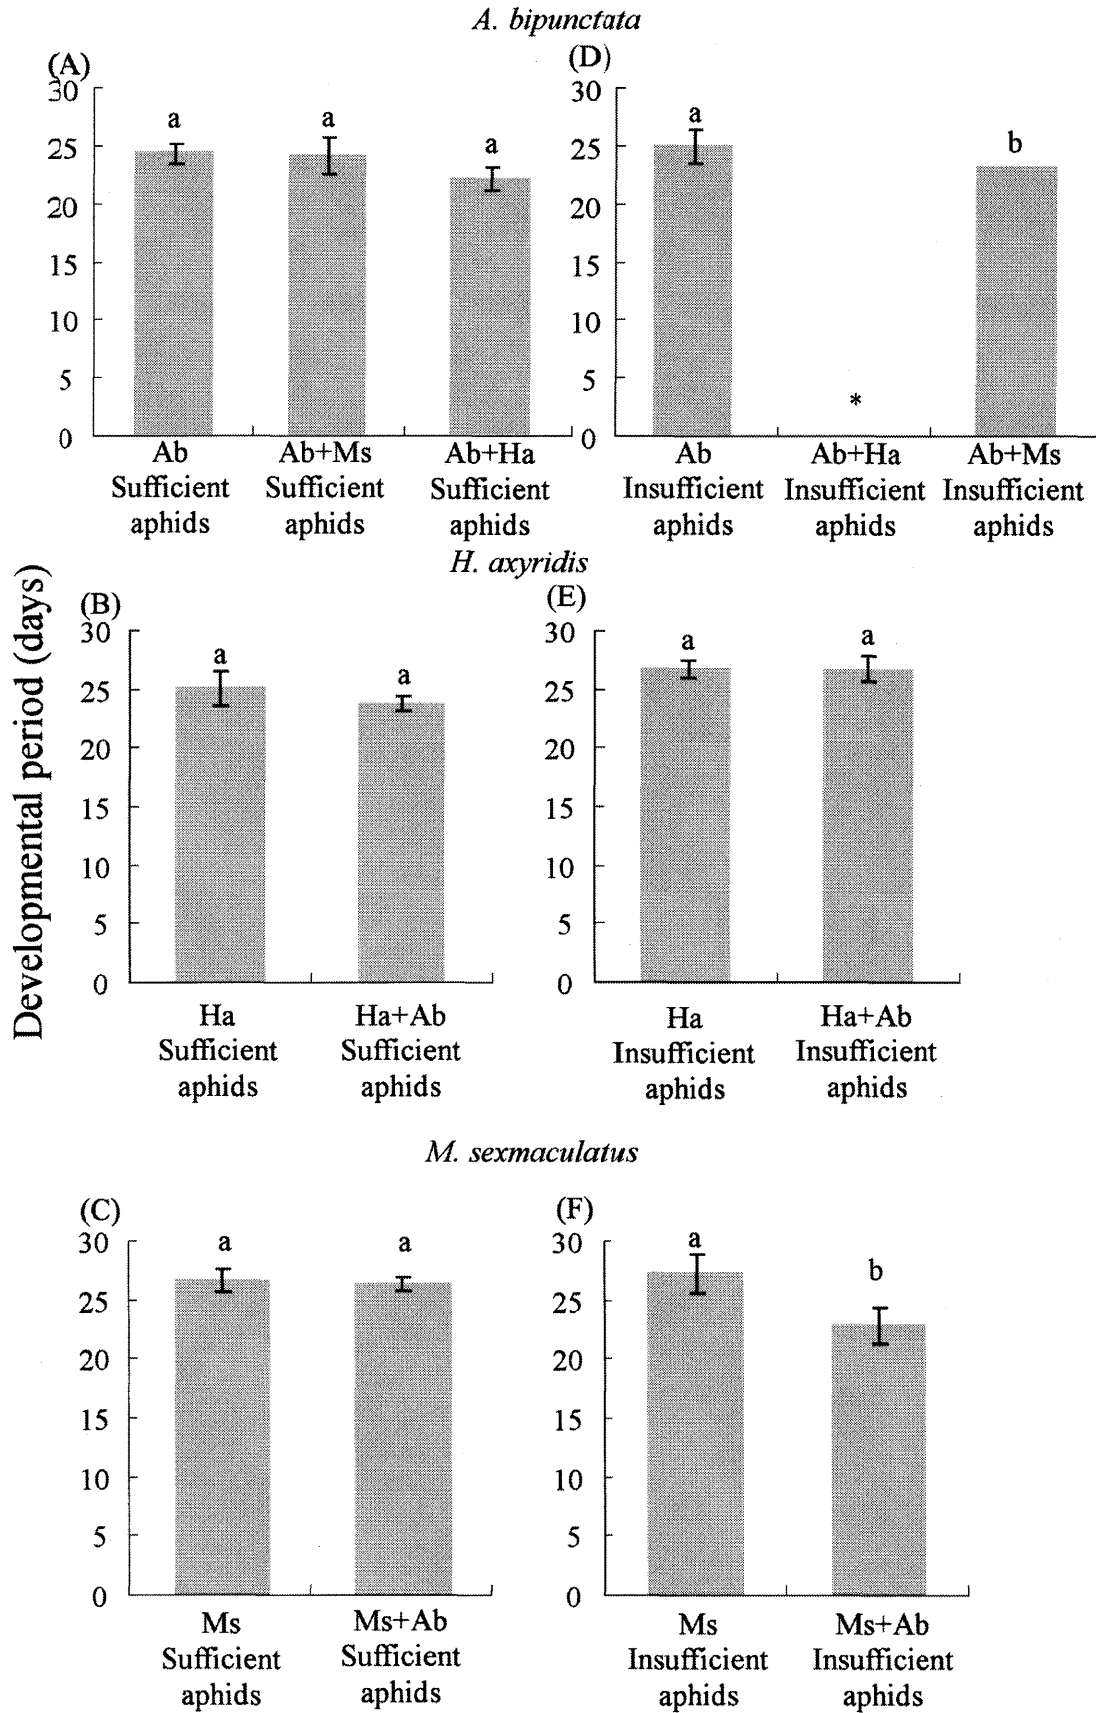 A. bipunctata
(A)
(D)
30
25
20
15
10
5
0
a
a
a
Ab
Sufficient
aphids
Ab+Ms
Sufficient
aphids
Ab+Ha
Sufficient
aphids
30
25
20
15
10
5
0
a
*
b
Ab
Insufficient
aphids
Ab+Ha
Insufficient
aphids
Ab+Ms
Insufficient
aphids
Developmental period (days)
H. axyridis
(B)
(E)
30
25
20
15
10
5
0
a
a
Ha
Sufficient
aphids
Ha+Ab
Sufficient
aphids
30
25
20
15
10
5
0
a
a
Ha
Insufficient
aphids
Ha+Ab
Insufficient
aphids
M. sexmaculatus
(C)
(F)
30
25
20
15
10
5
0
a
a
Ms
Sufficient
aphids
Ms+Ab
Sufficient
aphids
30
25
20
15
10
5
0
a
b
Ms
Insufficient
aphids
Ms+Ab
Insufficient
aphids